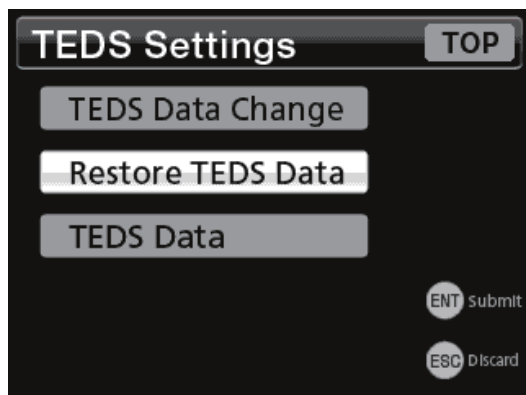 TEDS Settings TOP
TEDS Data Change
Restore TEDS Data
TEDS Data
ENT Submit
ESC Discard